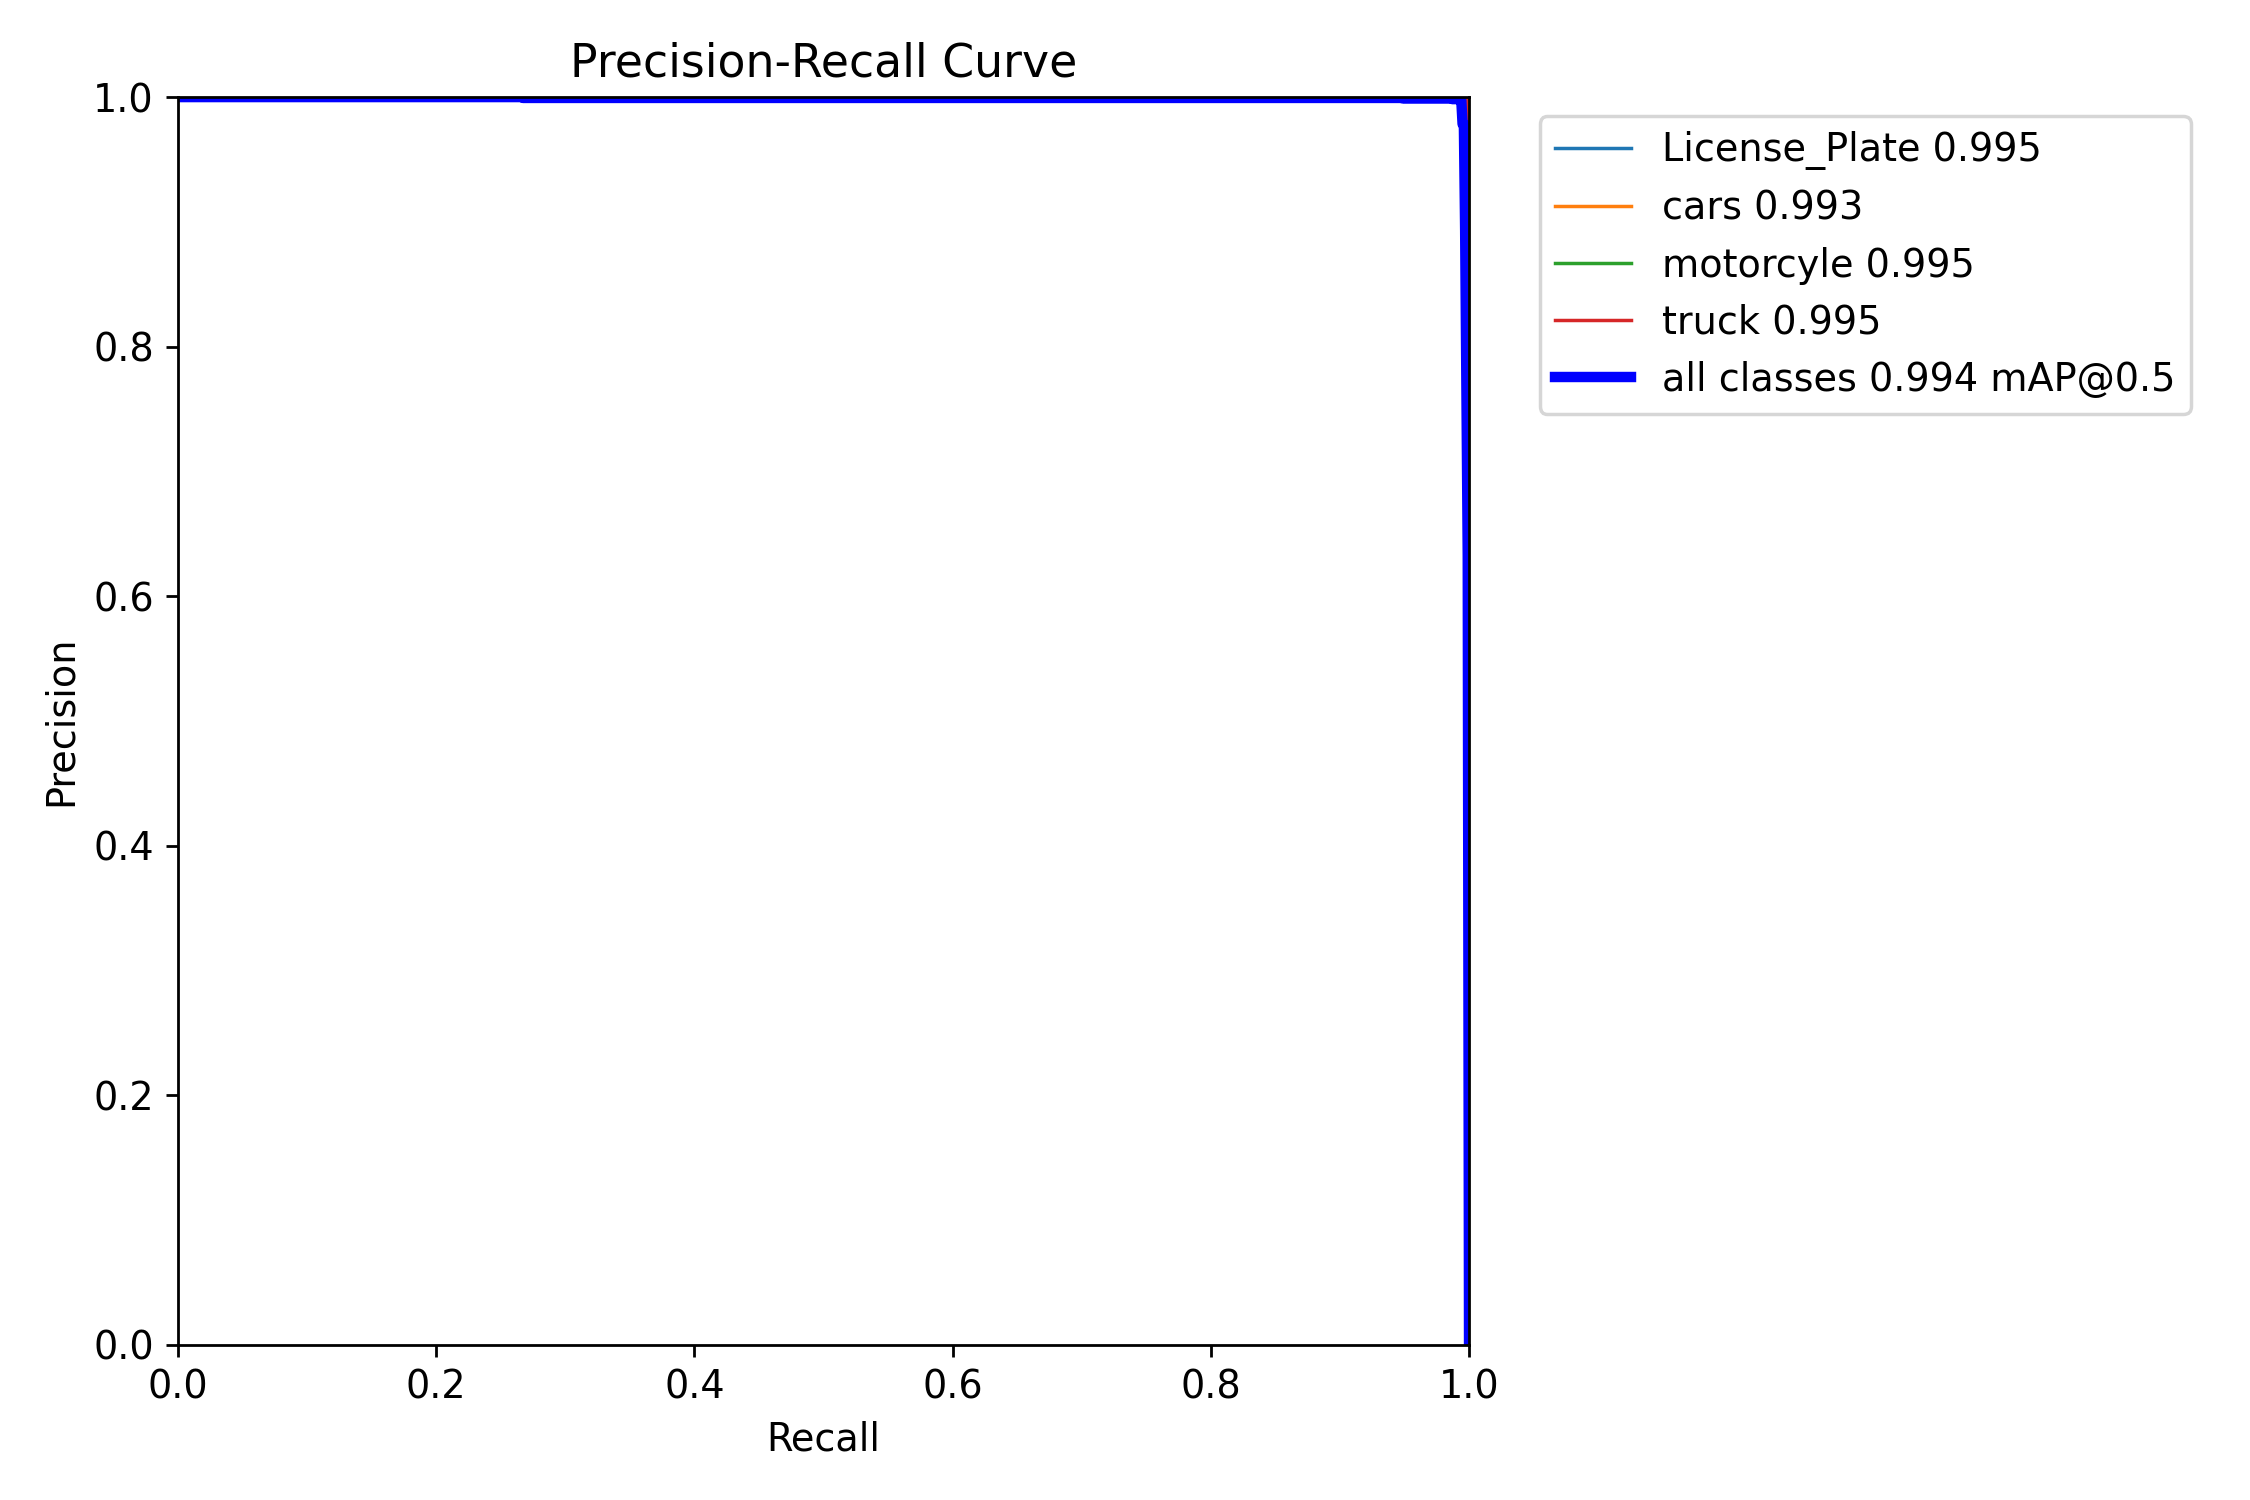 Precision-Recall Curve
1.0
0.8
0.6
0.4
0.2
0.0
Precision
0.0 0.2 0.4 0.6 0.8 1.0
Recall
License_Plate 0.995
cars 0.993
motorcyle 0.995
truck 0.995
all classes 0.994 mAP@0.5